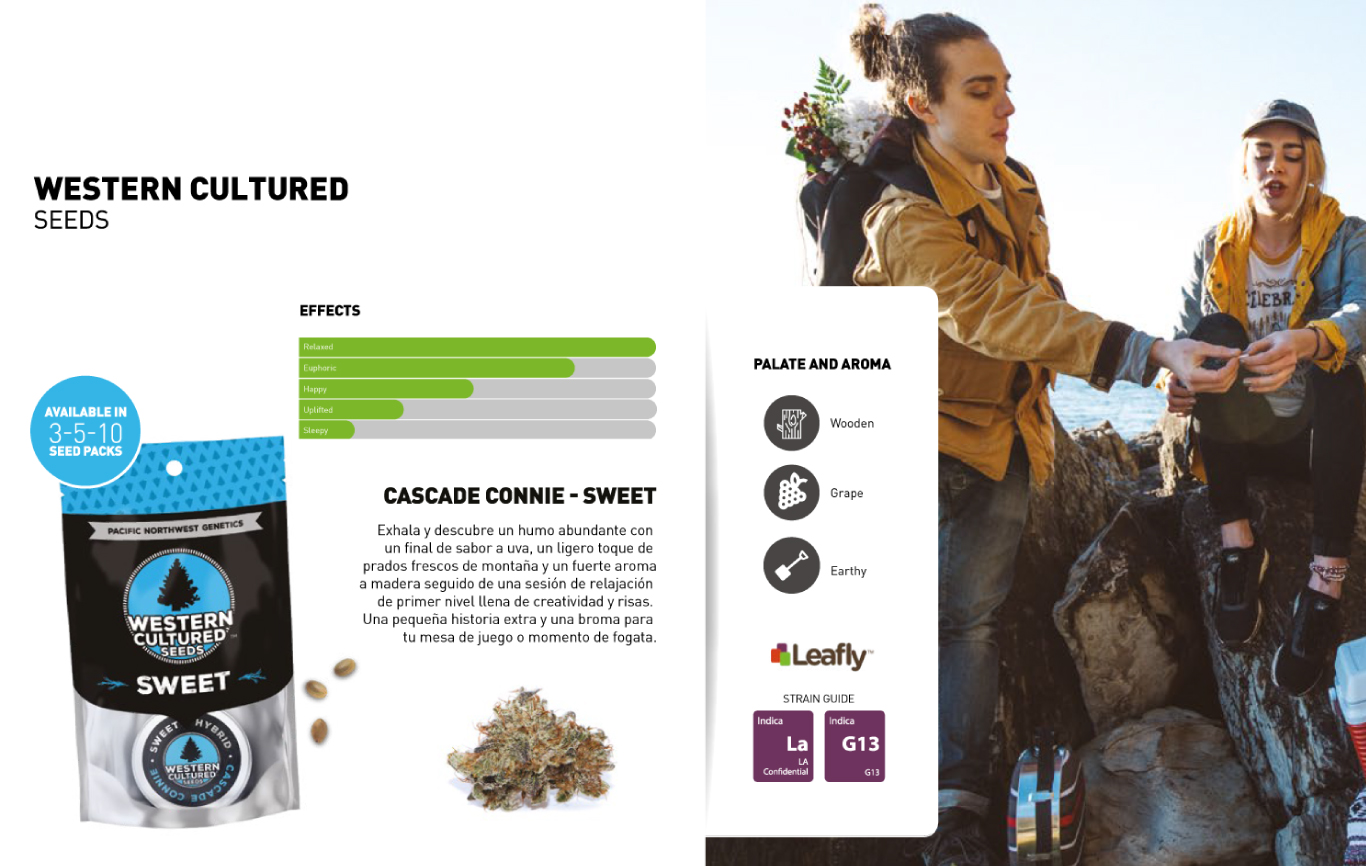 WESTERN CULTURED
SEEDS
EFFECTS
Relaxed
Euphoric
Happy
Uplifted
Sleepy
AVAILABLE IN
3-5-10
SEED PACKS
PACIFIC NORTHWEST GENETICS
WESTERN
CULTURED™
SEEDS
SWEET
SWEET HYBRID
WESTERN
CULTURED
SEEDS
CASCADE CONNIE
CASCADE CONNIE - SWEET
Exhala y descubre un humo abundante con
un final de sabor a uva, un ligero toque de
prados frescos de montaña y un fuerte aroma
a madera seguido de una sesión de relajación
de primer nivel llena de creatividad y risas.
Una pequeña historia extra y una broma para
tu mesa de juego o momento de fogata.
PALATE AND AROMA
Wooden
Grape
Earthy
Leafly™
STRAIN GUIDE
Indica
La
LA
Confidential
Indica
G13
G13